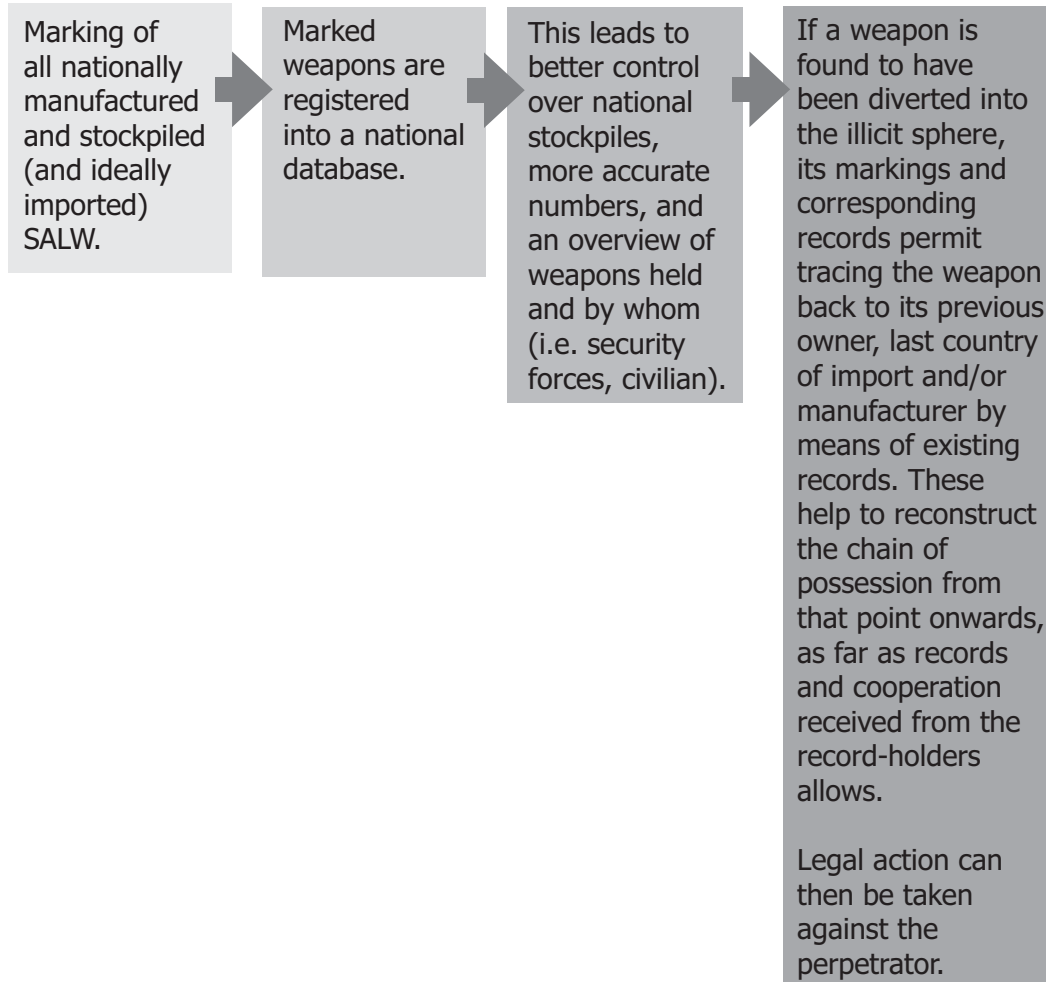 Marking of
all nationally
manufactured
and stockpiled
(and ideally
imported)
SALW.
Marked
weapons are
registered
into a national
database.
This leads to
better control
over national
stockpiles,
more accurate
numbers, and
an overview of
weapons held
and by whom
(i.e. security
forces, civilian).
If a weapon is
found to have
been diverted into
the illicit sphere,
its markings and
corresponding
records permit
tracing the weapon
back to its previous
owner, last country
of import and/or
manufacturer by
means of existing
records. These
help to reconstruct
the chain of
possession from
that point onwards,
as far as records
and cooperation
received from the
record-holders
allows.
Legal action can
then be taken
against the
perpetrator.